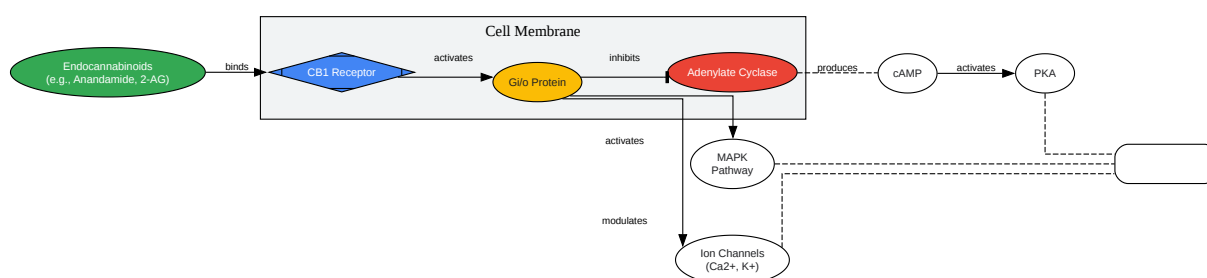 Cell Membrane
Endocannabinoids
(e.g., Anandamide, 2-AG)
binds
CB1 Receptor
activates
Gi/o Protein
inhibits
Adenylate Cyclase
produces
cAMP
activates
PKA
activates
MAPK
Pathway
modulates
Ion Channels
(Ca2+, K+)